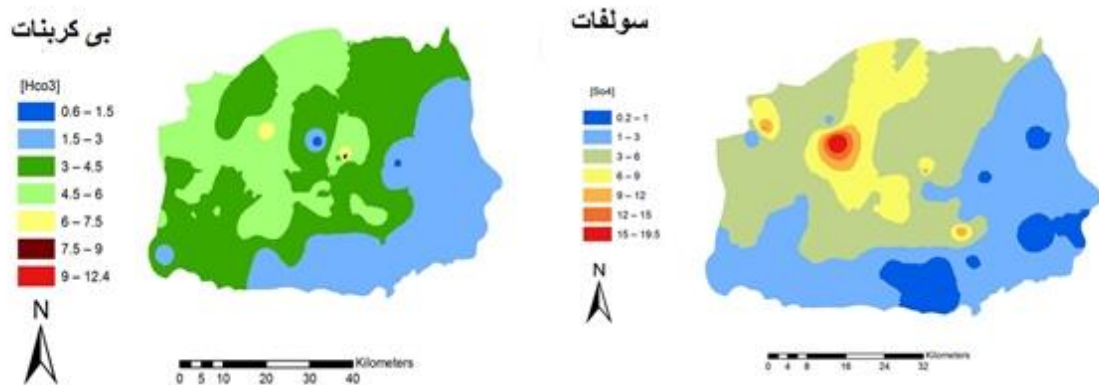 بی کربنات
[Hco3]
0.6 – 1.5
1.5 – 3
3 – 4.5
4.5 – 6
6 – 7.5
7.5 – 9
9 – 12.4
N
Kilometers
0 5 10 20 30 40
سولفات
[So4]
0.2 – 1
1 – 3
3 – 6
6 – 9
9 – 12
12 – 15
15 – 19.5
N
Kilometers
0 4 8 16 24 32